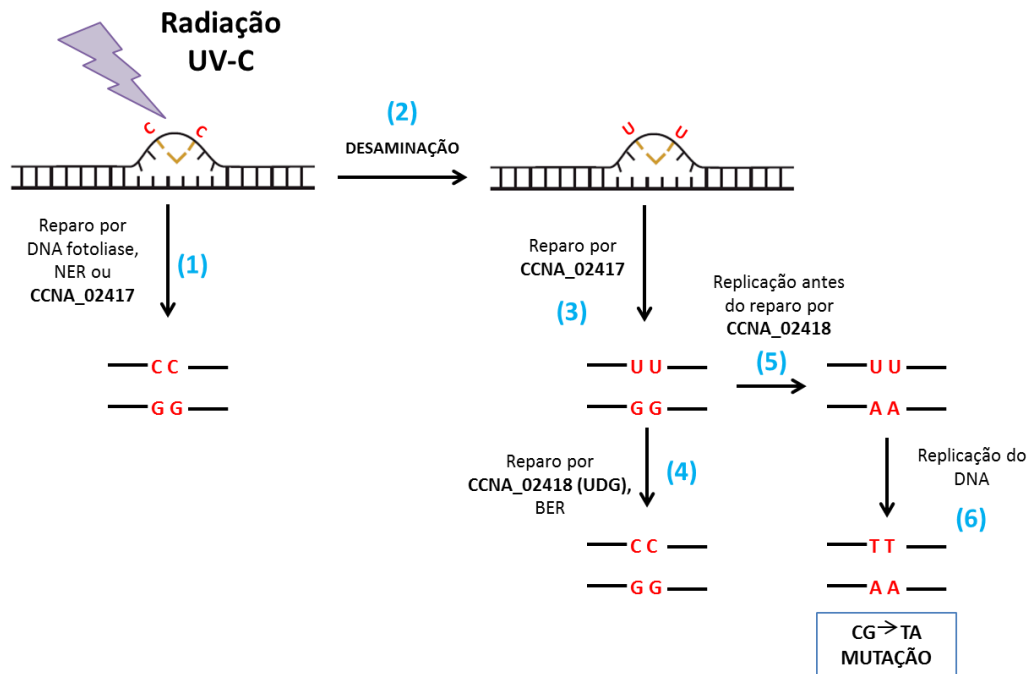 Radiação
UV-C
C C
(2)
DESAMINAÇÃO
U U
Reparo por
DNA fotoliase,
NER ou
CCNA_02417
(1)
Reparo por
CCNA_02417
(3)
Replicação antes
do reparo por
CCNA_02418
(5)
C C
G G
U U
G G
U U
A A
Reparo por
CCNA_02418 (UDG),
BER
(4)
Replicação do
DNA
(6)
C C
G G
T T
A A
CG→TA
MUTAÇÃO